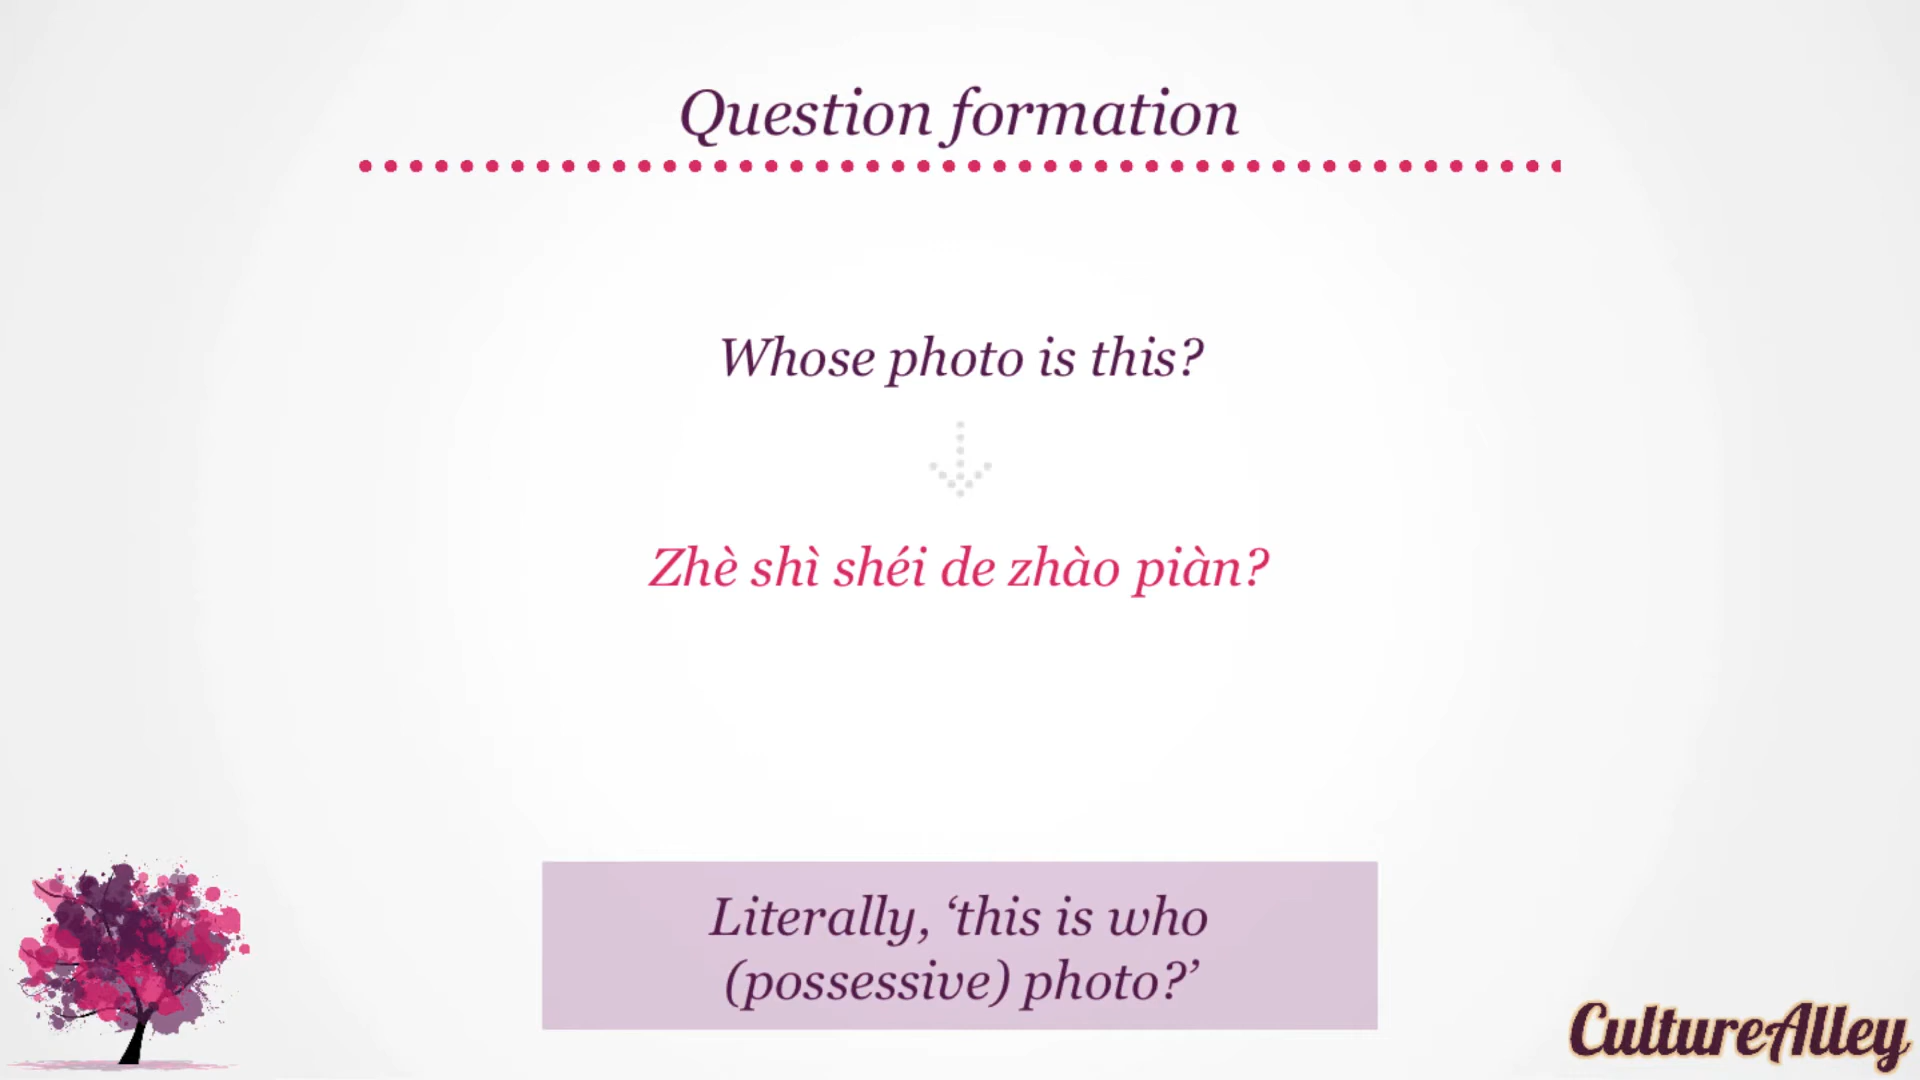 Question formation
Whose photo is this?
Zhè shì shéi de zhào piàn?
Literally, ‘this is who
(possessive) photo?’
CultureAlley